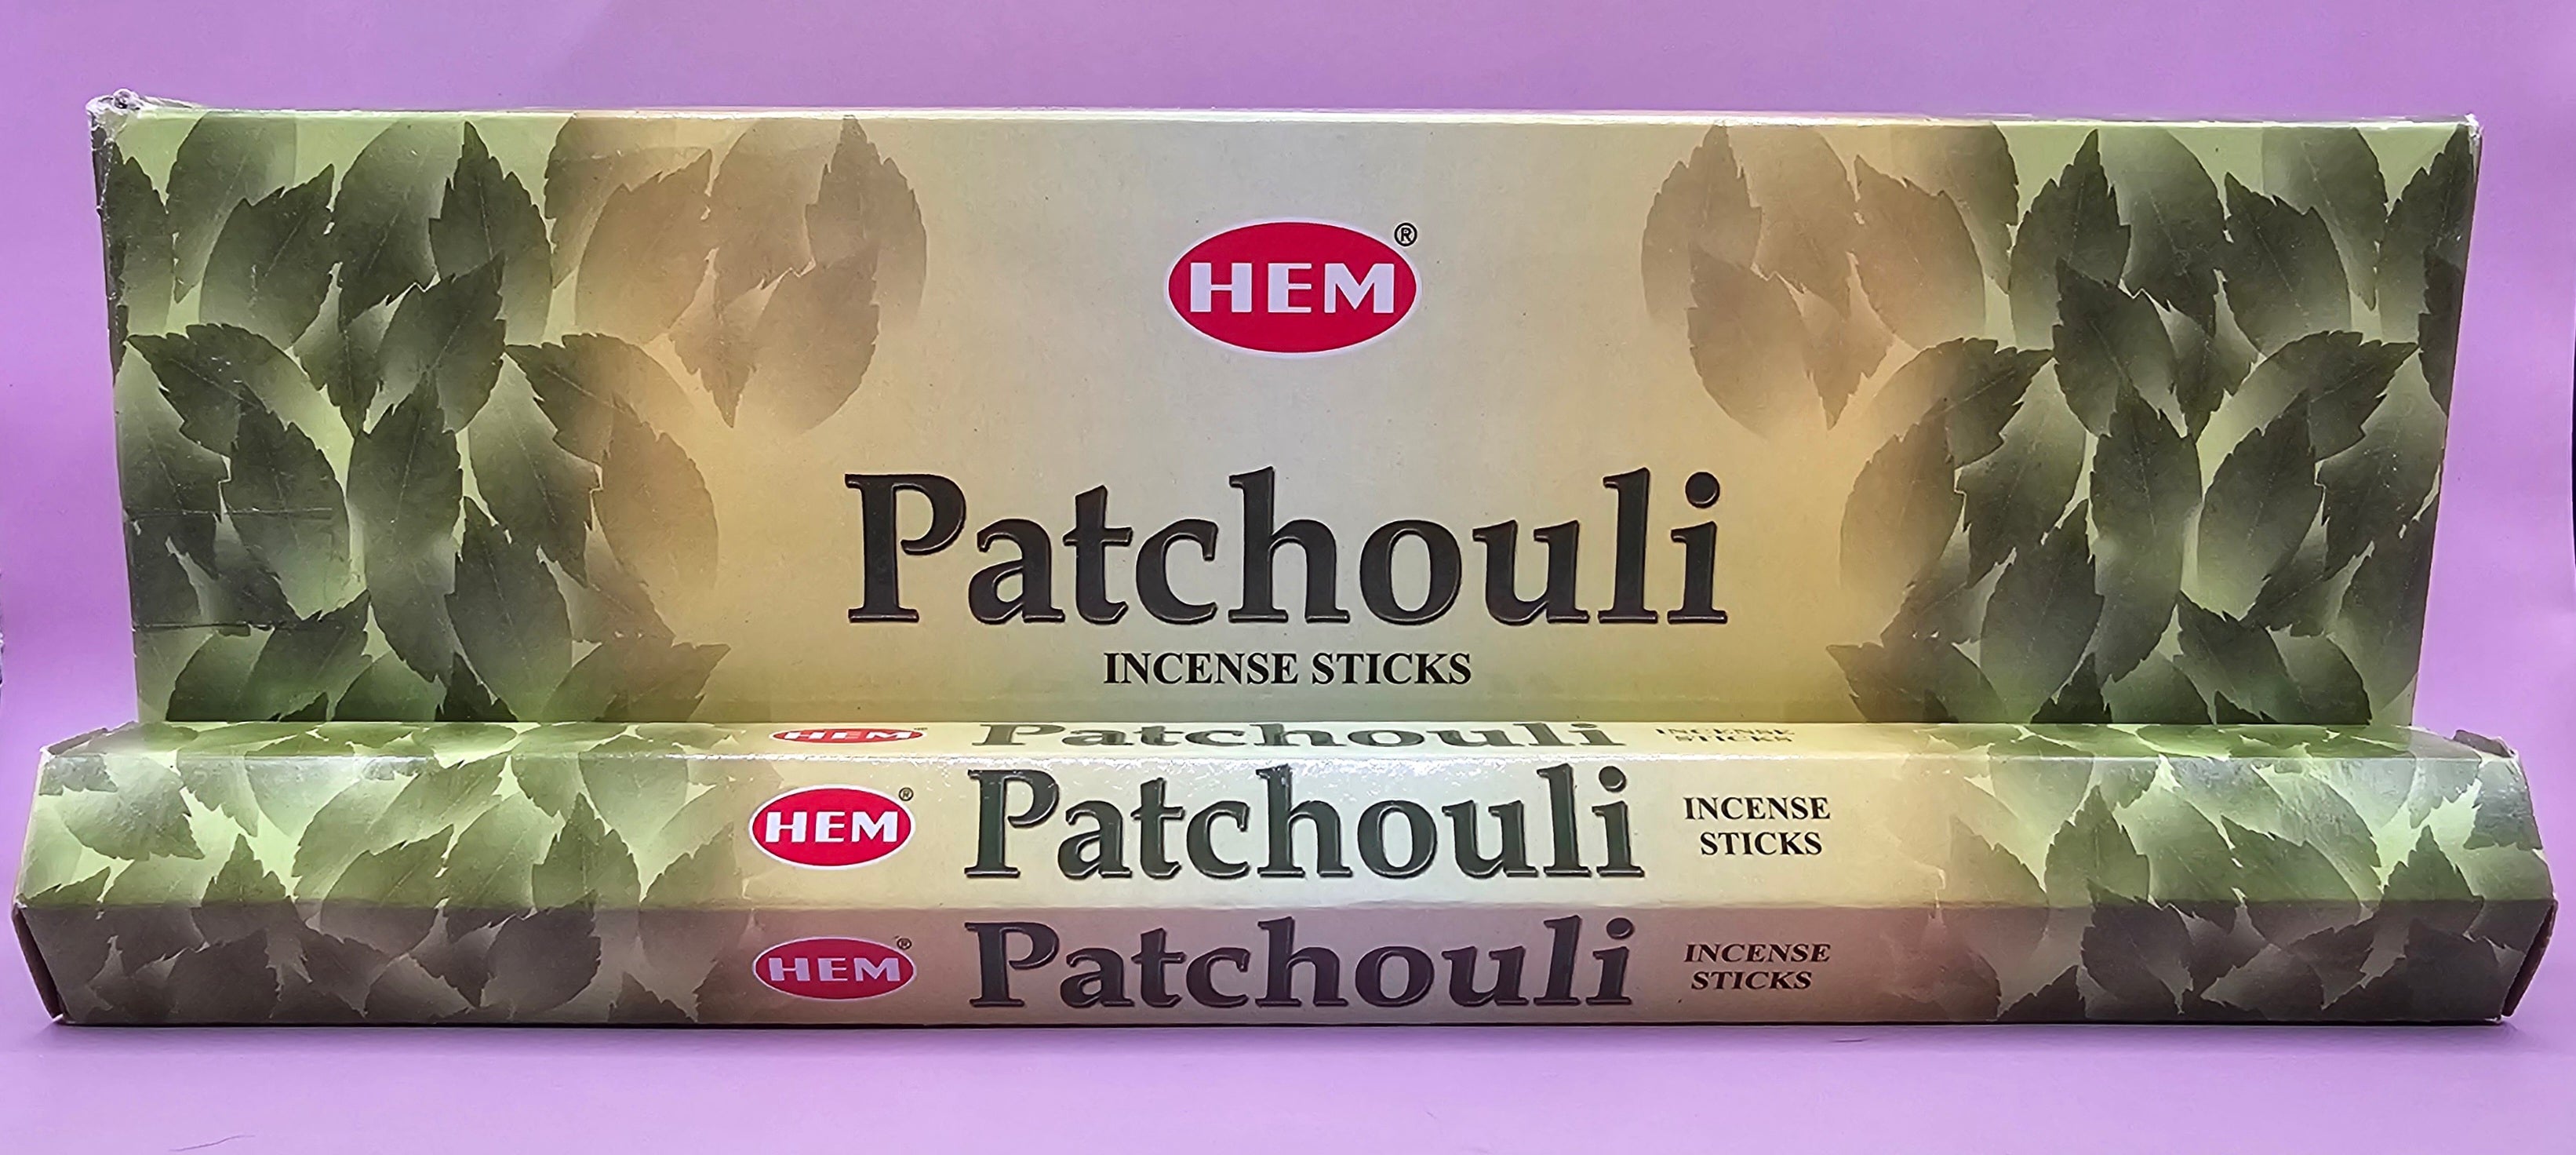 HEM®
Patchouli
INCENSE STICKS
HEM Patchouli INCENSE
STICKS
HEM® Patchouli INCENSE
STICKS
HEM® Patchouli INCENSE
STICKS